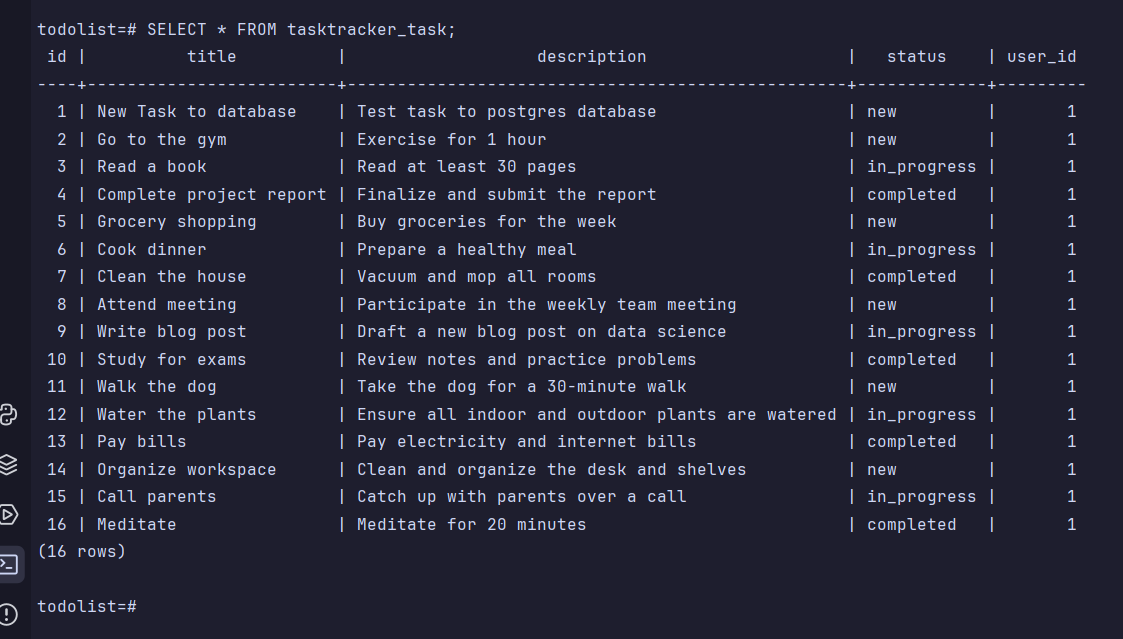 todolist=# SELECT * FROM tasktracker_task;
 id |          title          |                   description                    |   status    | user_id
----+-------------------------+--------------------------------------------------+-------------+---------
  1 | New Task to database    | Test task to postgres database                   | new         |       1
  2 | Go to the gym           | Exercise for 1 hour                              | new         |       1
  3 | Read a book             | Read at least 30 pages                           | in_progress |       1
  4 | Complete project report | Finalize and submit the report                   | completed   |       1
  5 | Grocery shopping        | Buy groceries for the week                       | new         |       1
  6 | Cook dinner             | Prepare a healthy meal                           | in_progress |       1
  7 | Clean the house         | Vacuum and mop all rooms                         | completed   |       1
  8 | Attend meeting          | Participate in the weekly team meeting           | new         |       1
  9 | Write blog post         | Draft a new blog post on data science            | in_progress |       1
 10 | Study for exams         | Review notes and practice problems               | completed   |       1
 11 | Walk the dog            | Take the dog for a 30-minute walk                | new         |       1
 12 | Water the plants        | Ensure all indoor and outdoor plants are watered | in_progress |       1
 13 | Pay bills               | Pay electricity and internet bills               | completed   |       1
 14 | Organize workspace      | Clean and organize the desk and shelves          | new         |       1
 15 | Call parents            | Catch up with parents over a call                | in_progress |       1
 16 | Meditate                | Meditate for 20 minutes                          | completed   |       1
(16 rows)
todolist=#